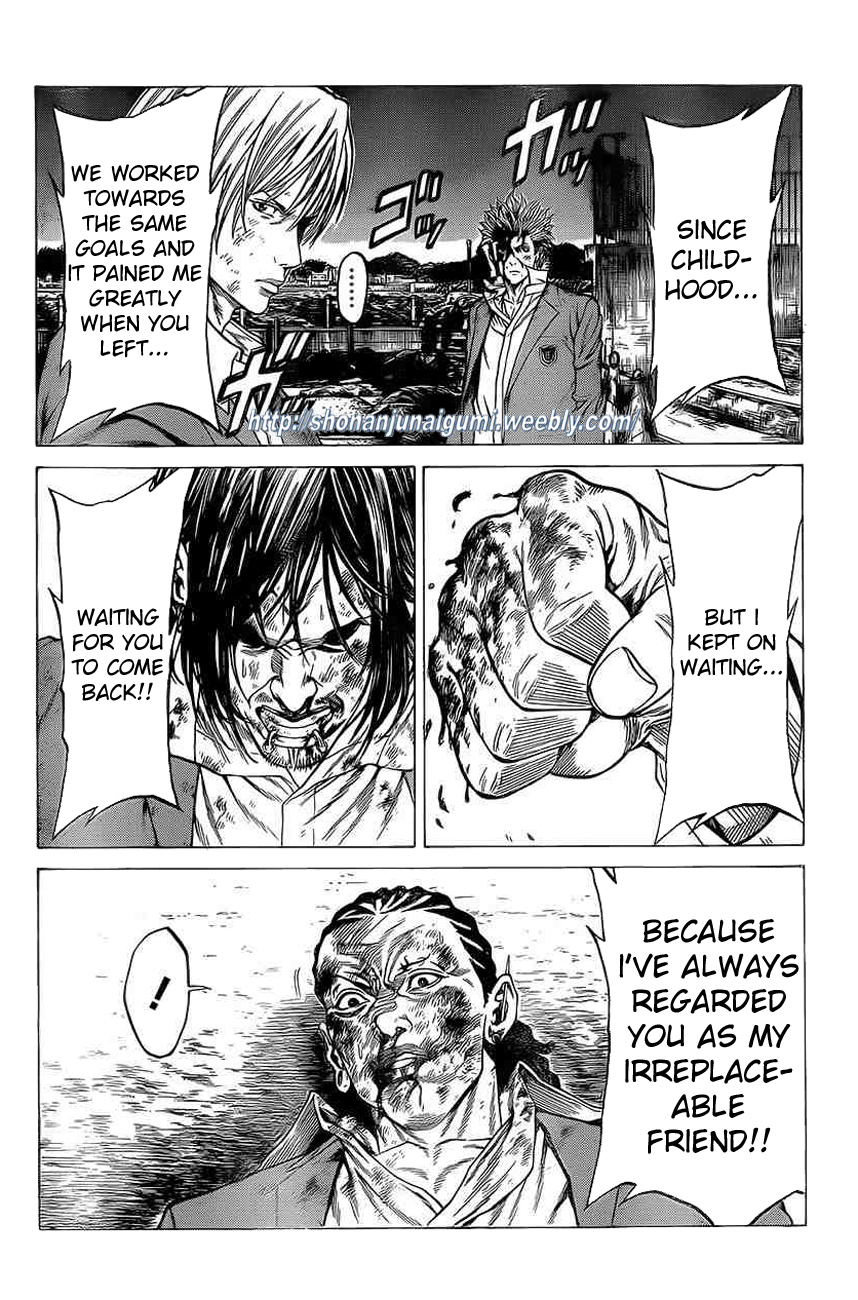 SINCE
CHILD-
HOOD...
ガッ
ゴッ
......
WE WORKED
TOWARDS
THE SAME
GOALS AND
IT PAINED ME
GREATLY
WHEN YOU
LEFT...
ガッ
http://shonanjunaigumi.weebly.com/
BUT I
KEPT ON
WAITING...
WAITING
FOR YOU
TO COME
BACK!!
BECAUSE
I'VE ALWAYS
REGARDED
YOU AS MY
IRREPLACE-
ABLE
FRIEND!!
!